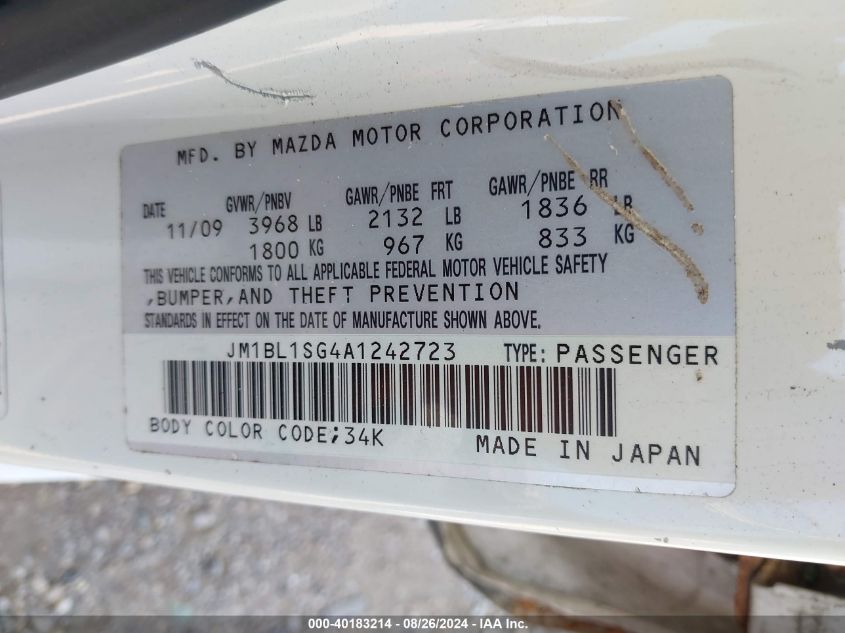 MFD. BY MAZDA MOTOR CORPORATION
DATE GVWR/PNBV GAWR/PNBE FRT GAWR/PNBE RR
11/09 3968 LB 2132 LB 1836 LB
1800 KG 967 KG 833 KG
THIS VEHICLE CONFORMS TO ALL APPLICABLE FEDERAL MOTOR VEHICLE SAFETY
,BUMPER,AND THEFT PREVENTION
STANDARDS IN EFFECT ON THE DATE OF MANUFACTURE SHOWN ABOVE.
JM1BL1SG4A1242723 TYPE: PASSENGER
BODY COLOR CODE;34K MADE IN JAPAN
000-40183214 - 08/26/2024 - IAA Inc.